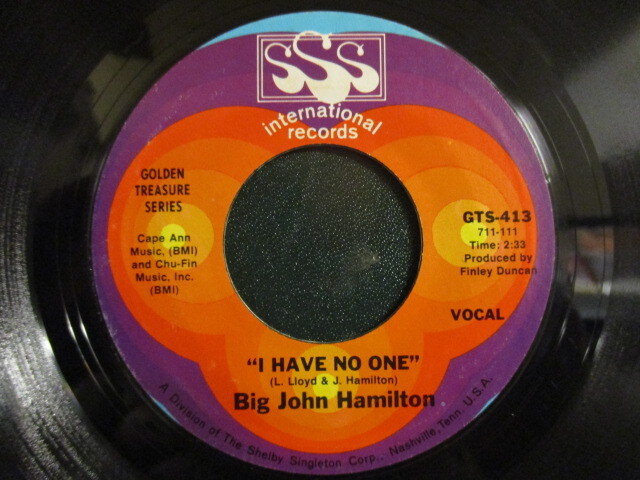 SSS
international
records
GOLDEN
TREASURE
SERIES
Cape Ann
Music, (BMI)
and Chu-Fin
Music, Inc.
(BMI)
GTS-413
711-111
Time: 2:33
Produced by
Finley Duncan
VOCAL
"I HAVE NO ONE"
(L. Lloyd & J. Hamilton)
Big John Hamilton
A Division of The Shelby Singleton Corp., Nashville, Tenn. U.S.A.